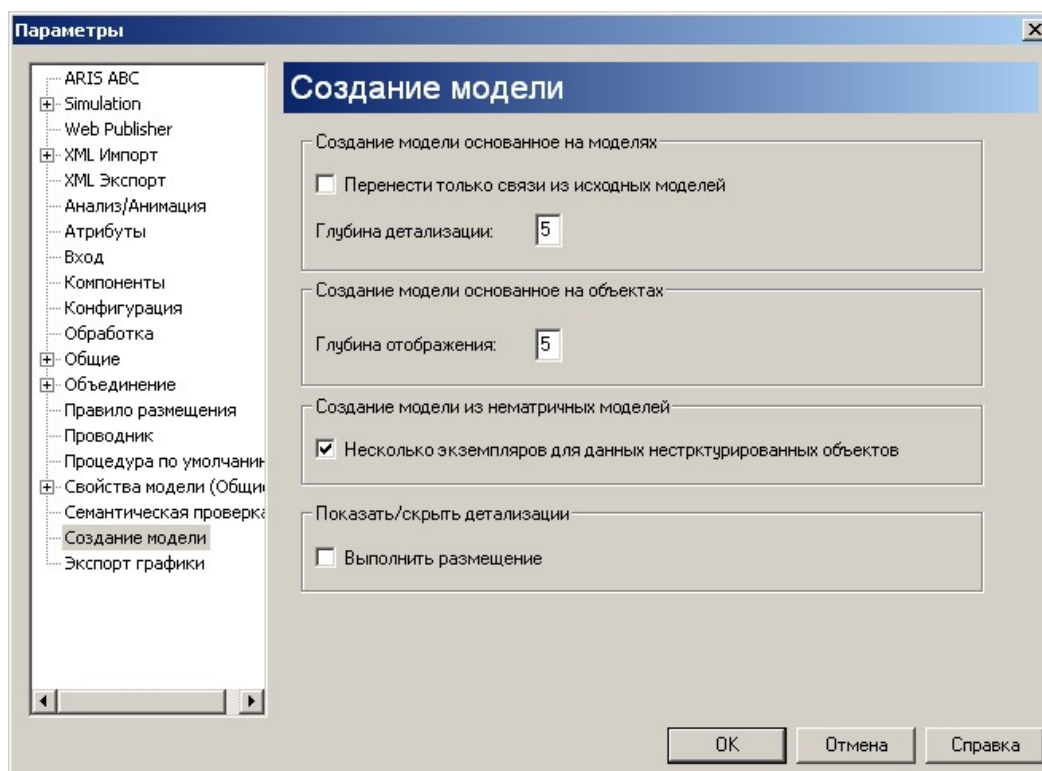 Параметры
ARIS ABC
Simulation
Web Publisher
XML Импорт
XML Экспорт
Анализ/Анимация
Атрибуты
Вход
Компоненты
Конфигурация
Обработка
Общие
Объединение
Правило размещения
Проводник
Процедура по умолчани
Свойства модели (Общи
Семантическая проверка
Создание модели
Экспорт графики
Создание модели
Создание модели основанное на моделях
Перенести только связи из исходных моделей
Глубина детализации: 5
Создание модели основанное на объектах
Глубина отображения: 5
Создание модели из нематричных моделей
Несколько экземпляров для данных нестрктурированных объектов
Показать/скрыть детализации
Выполнить размещение
OK Отмена Справка